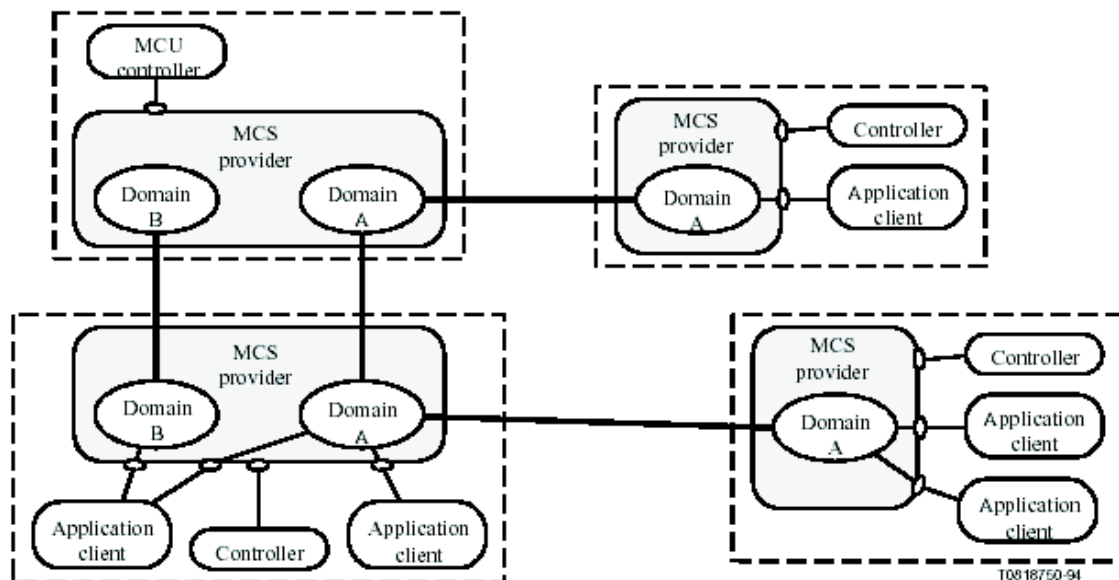 MCU
controller
MCS
provider
Domain
B
Domain
A
MCS
provider
Domain
A
Controller
Application
client
MCS
provider
Domain
B
Domain
A
Application
client
Controller
Application
client
MCS
provider
Domain
A
Controller
Application
client
Application
client
T0818750-94